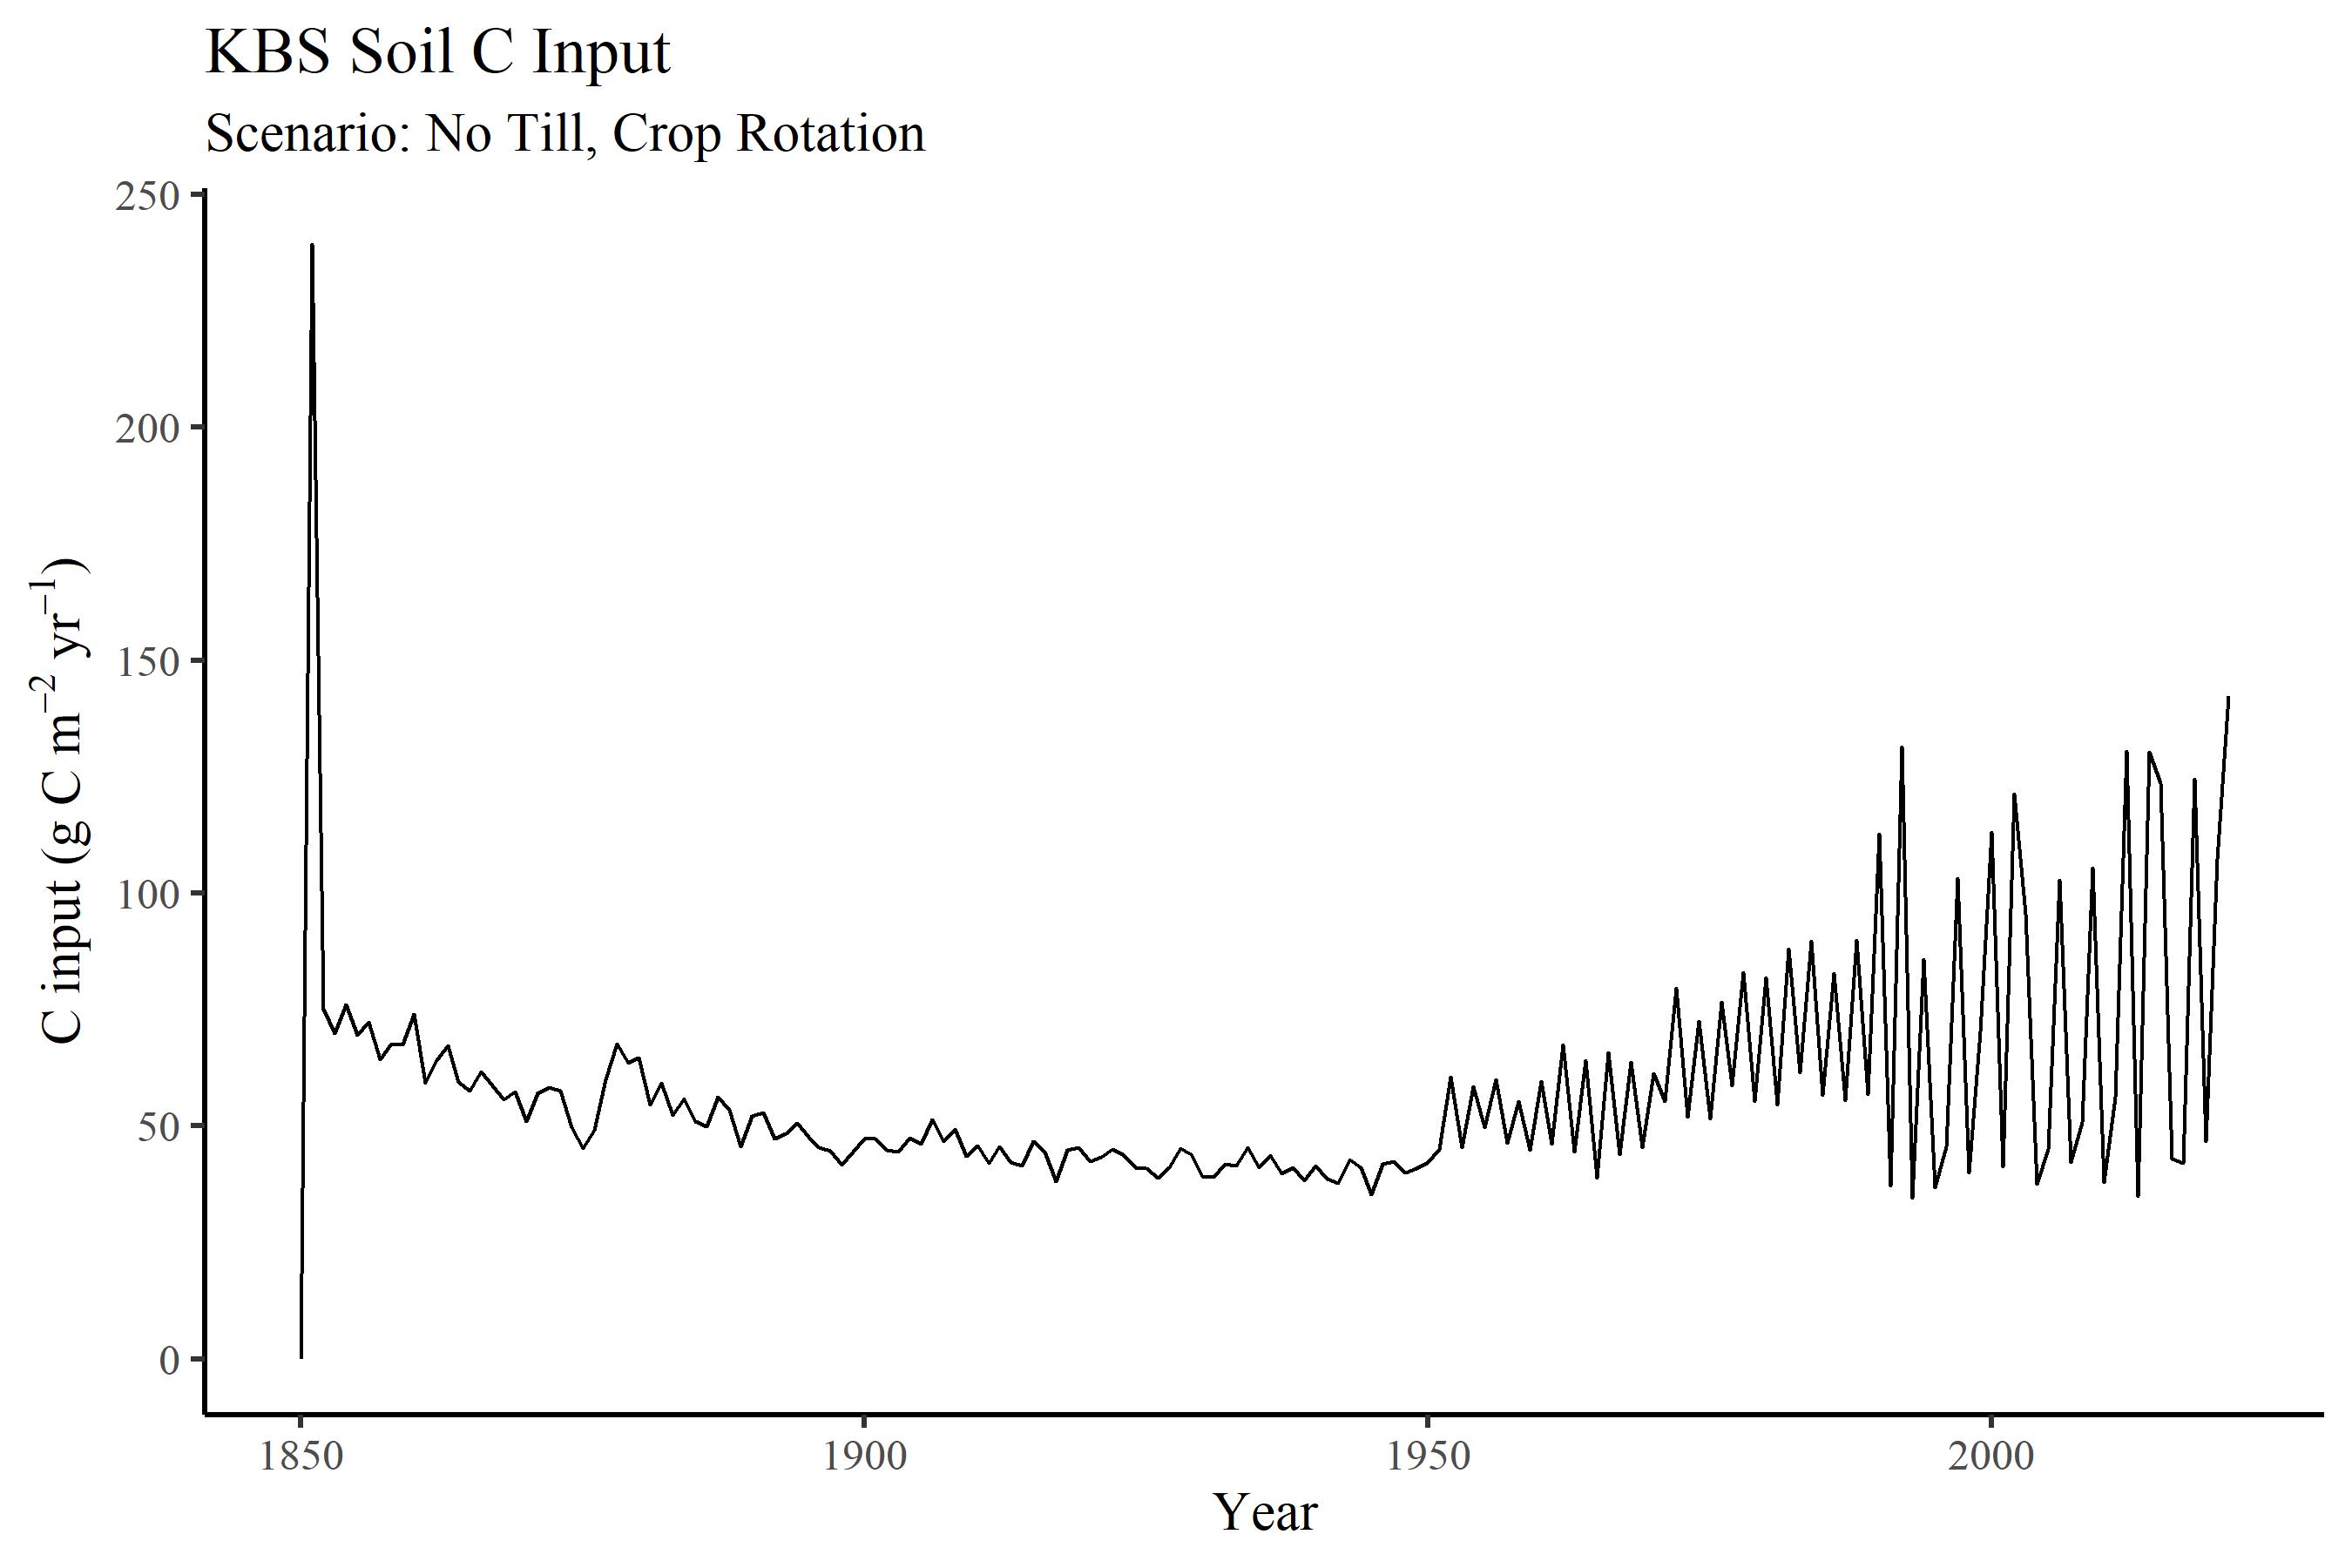 KBS Soil C Input
Scenario: No Till, Crop Rotation
C input (g C m⁻² yr⁻¹)
250
200
150
100
50
0
1850 1900 1950 2000
Year